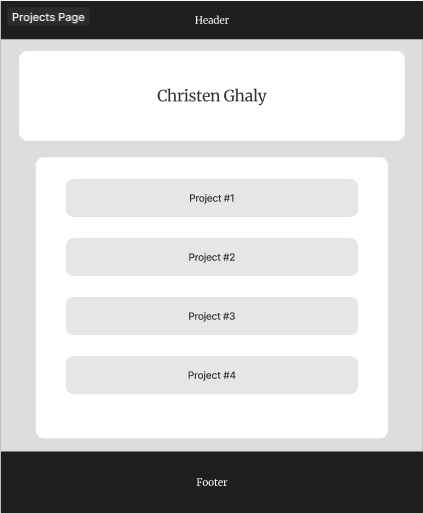 Projects Page
Header
Christen Ghaly
Project #1
Project #2
Project #3
Project #4
Footer